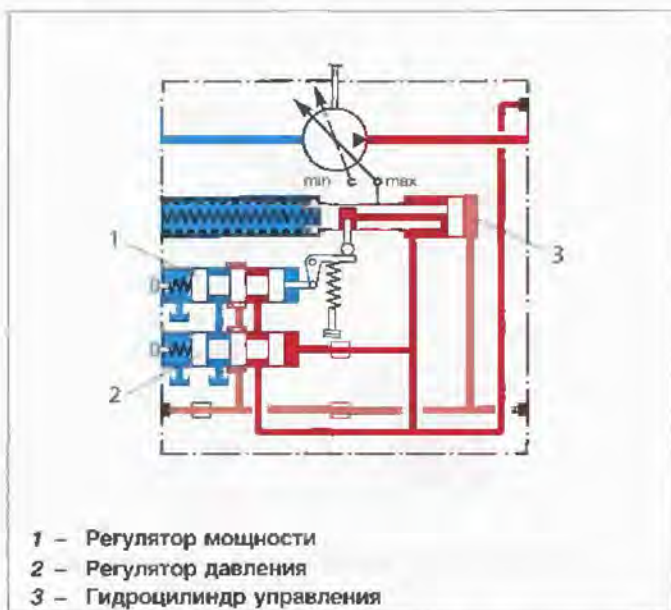 min
max
1
3
2
1 – Регулятор мощности
2 – Регулятор давления
3 – Гидроцилиндр управления